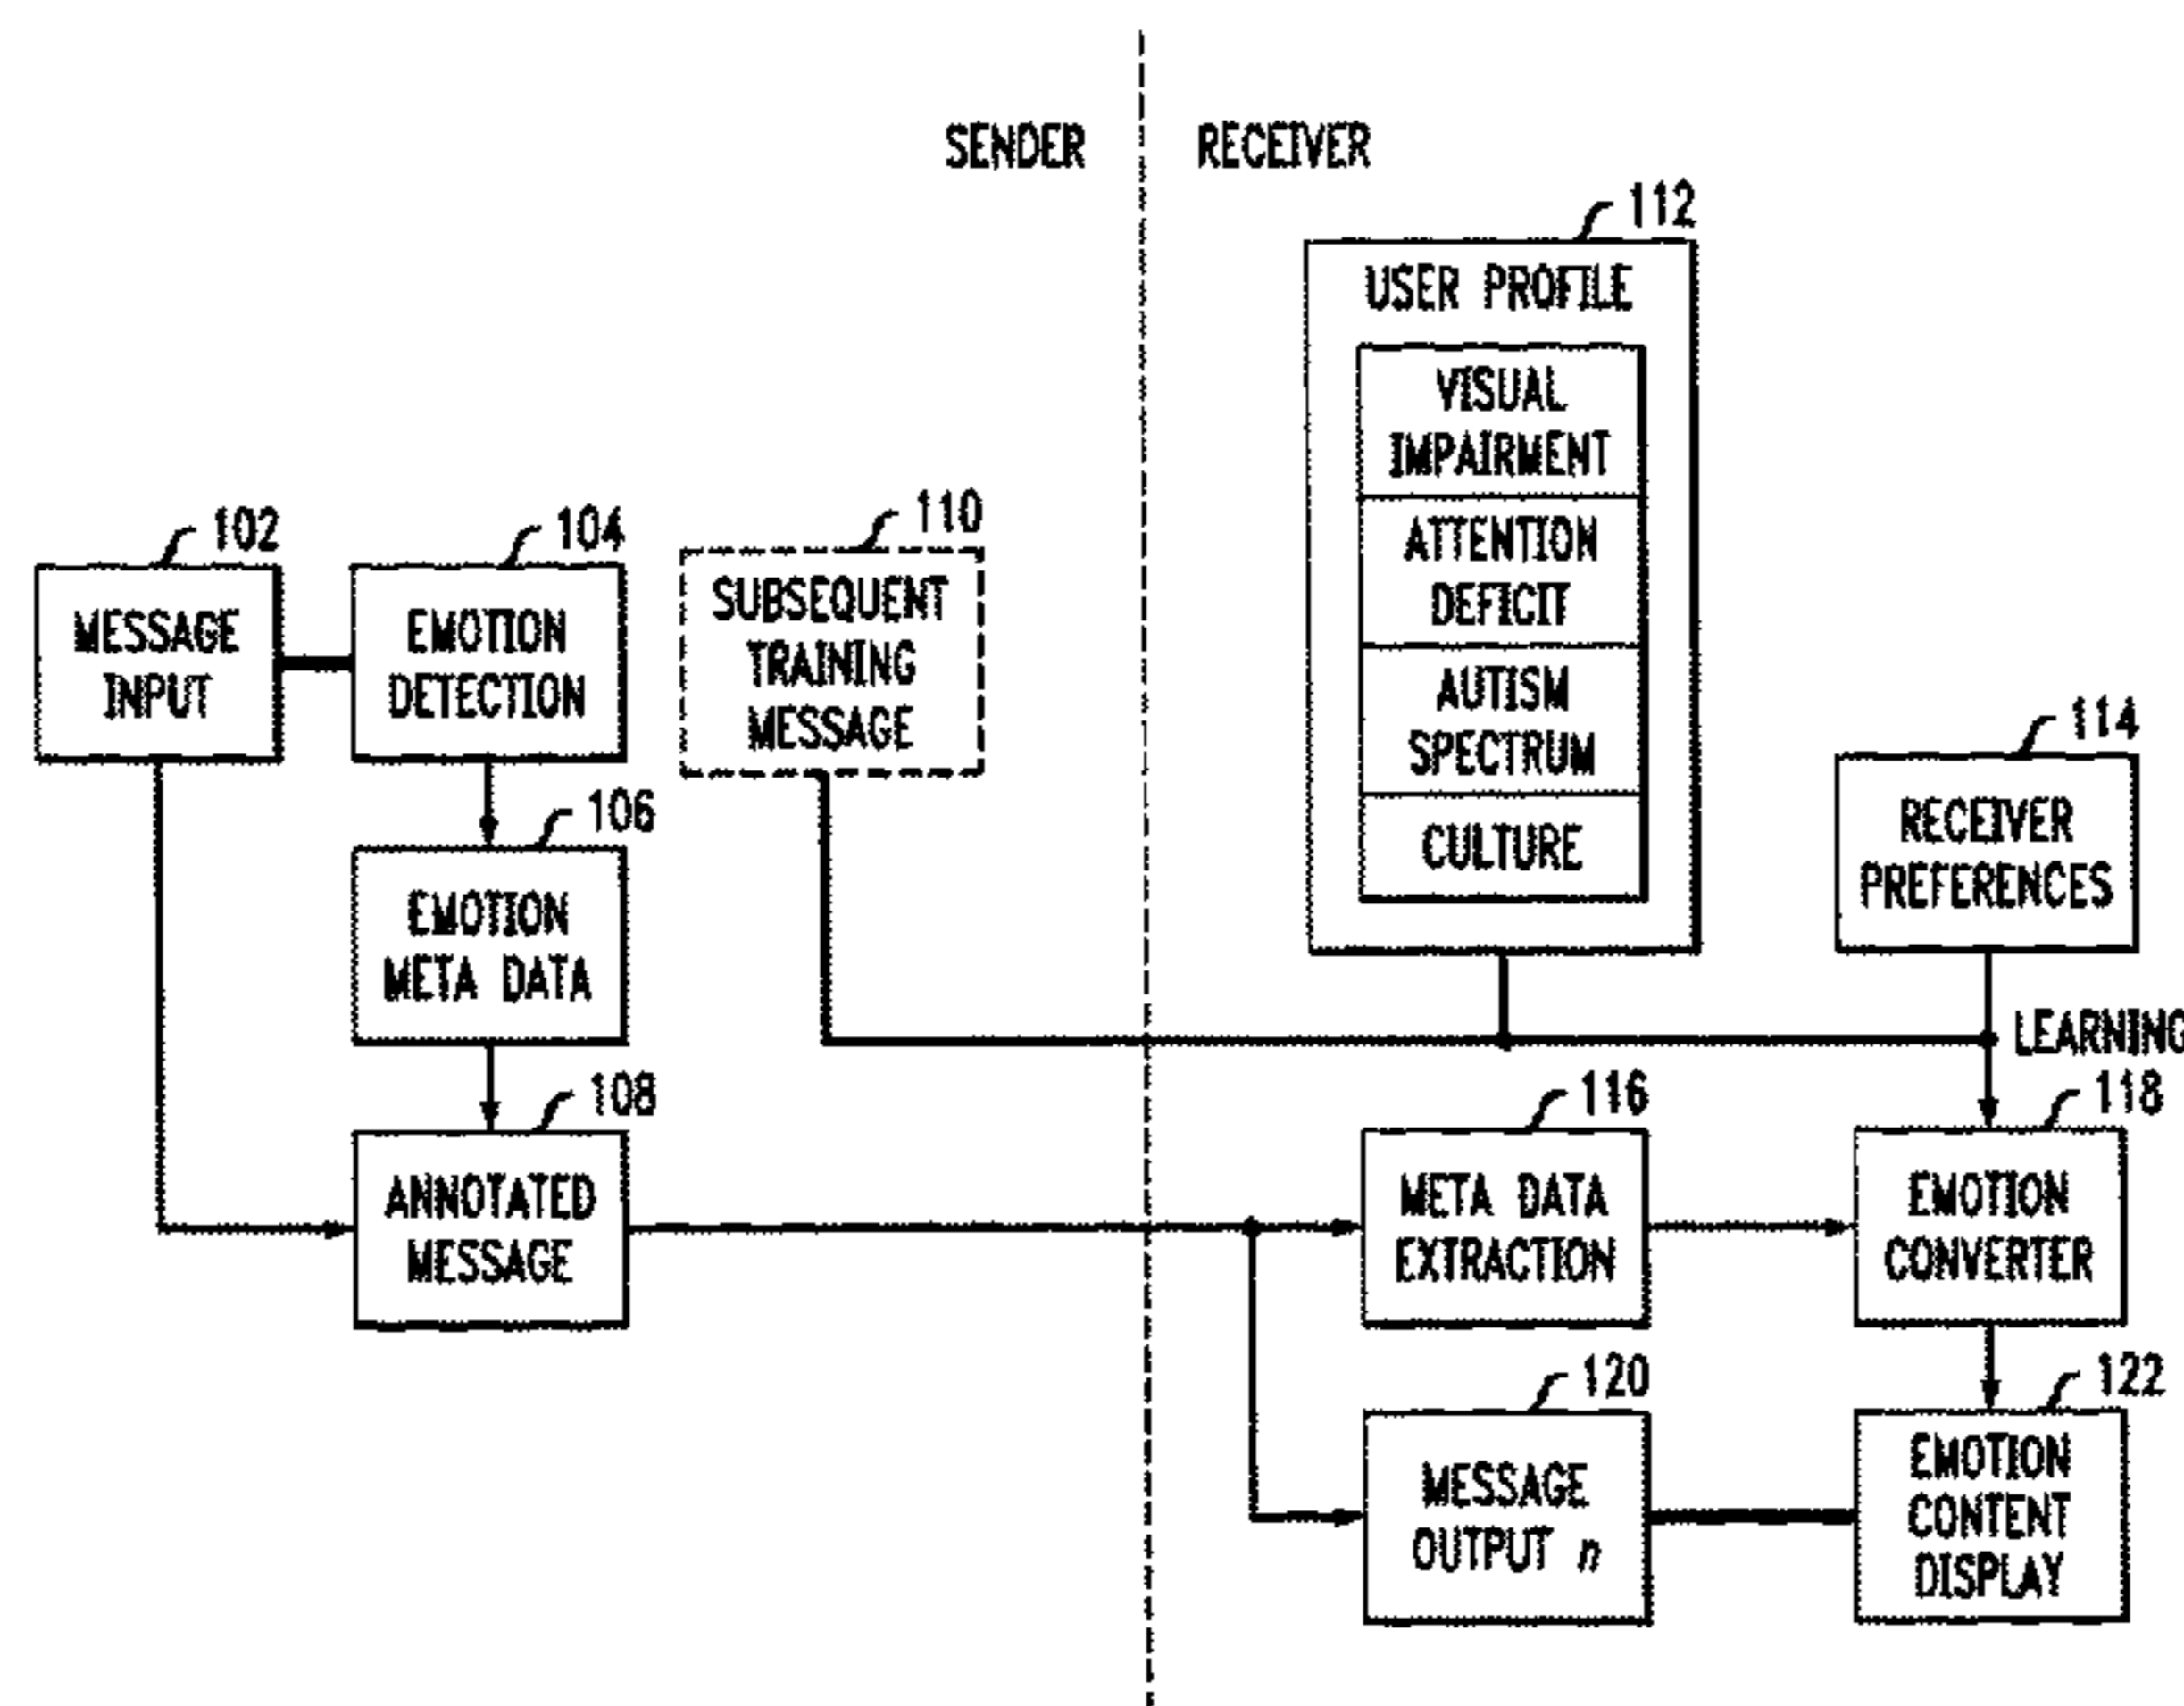 SENDER
RECEIVER
112
USER PROFILE
VISUAL
IMPAIRMENT
ATTENTION
DEFICIT
AUTISM
SPECTRUM
CULTURE
102
MESSAGE
INPUT
104
EMOTION
DETECTION
110
SUBSEQUENT
TRAINING
MESSAGE
114
RECEIVER
PREFERENCES
106
EMOTION
META DATA
LEARNING
108
ANNOTATED
MESSAGE
116
META DATA
EXTRACTION
118
EMOTION
CONVERTER
120
MESSAGE
OUTPUT n
122
EMOTION
CONTENT
DISPLAY